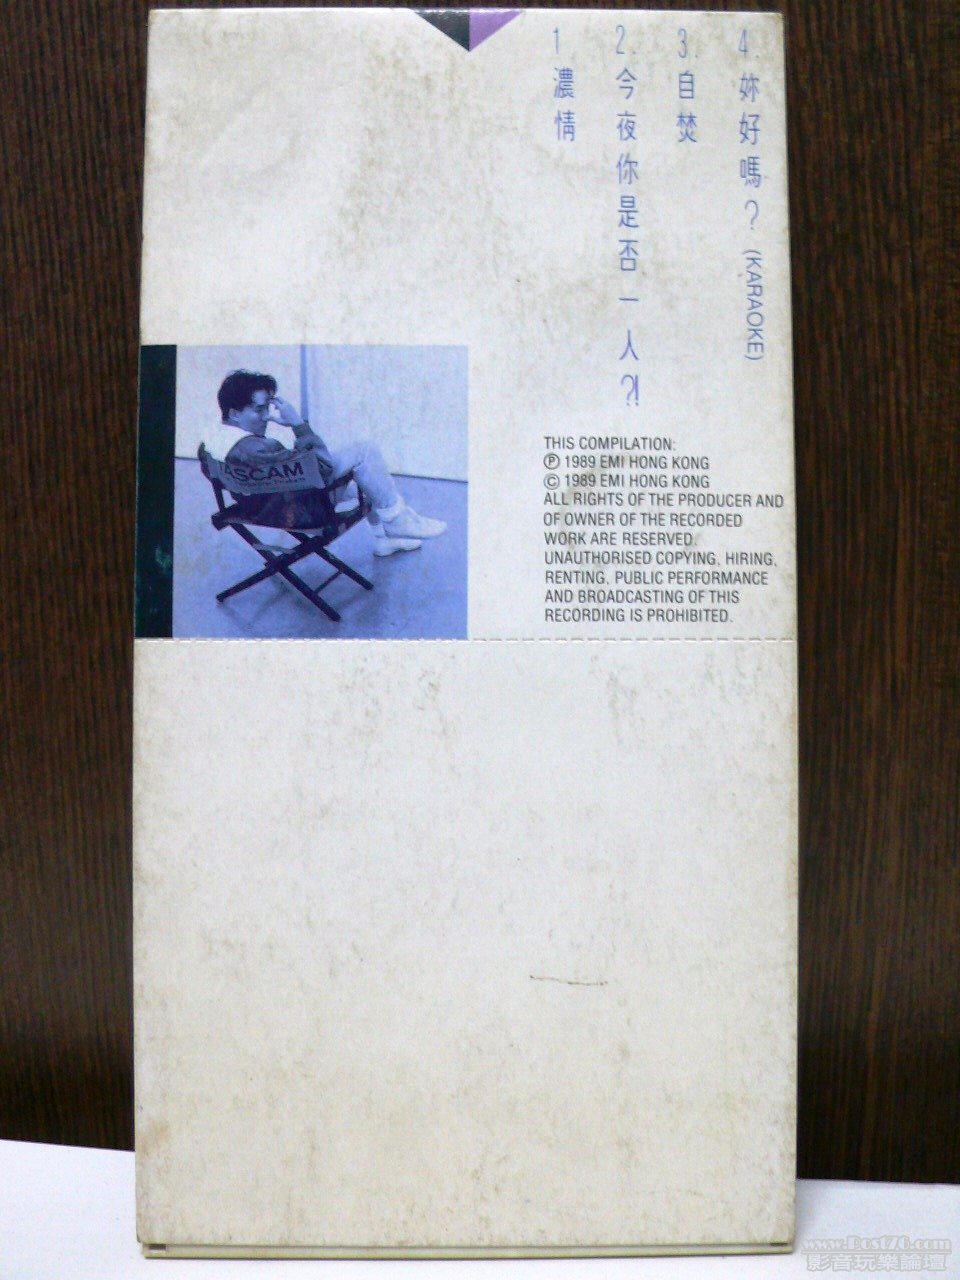 1 濃情
2. 今夜你是否一人?!
3. 自焚
4. 妳好嗎? (KARAOKE)
TASCAM
THIS COMPILATION:
Ⓟ 1989 EMI HONG KONG
© 1989 EMI HONG KONG
ALL RIGHTS OF THE PRODUCER AND
OF OWNER OF THE RECORDED
WORK ARE RESERVED.
UNAUTHORISED COPYING, HIRING,
RENTING, PUBLIC PERFORMANCE
AND BROADCASTING OF THIS
RECORDING IS PROHIBITED.
www.Post76.com
影音玩樂論壇